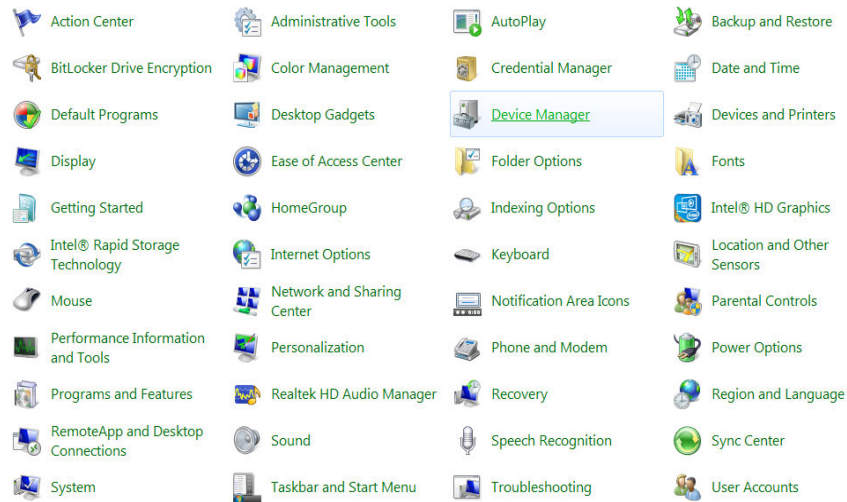 Action Center
Administrative Tools
AutoPlay
Backup and Restore
BitLocker Drive Encryption
Color Management
Credential Manager
Date and Time
Default Programs
Desktop Gadgets
Device Manager
Devices and Printers
Display
Ease of Access Center
Folder Options
Fonts
Getting Started
HomeGroup
Indexing Options
Intel® HD Graphics
Intel® Rapid Storage
Technology
Internet Options
Keyboard
Location and Other
Sensors
Mouse
Network and Sharing
Center
Notification Area Icons
Parental Controls
Performance Information
and Tools
Personalization
Phone and Modem
Power Options
Programs and Features
Realtek HD Audio Manager
Recovery
Region and Language
RemoteApp and Desktop
Connections
Sound
Speech Recognition
Sync Center
System
Taskbar and Start Menu
Troubleshooting
User Accounts